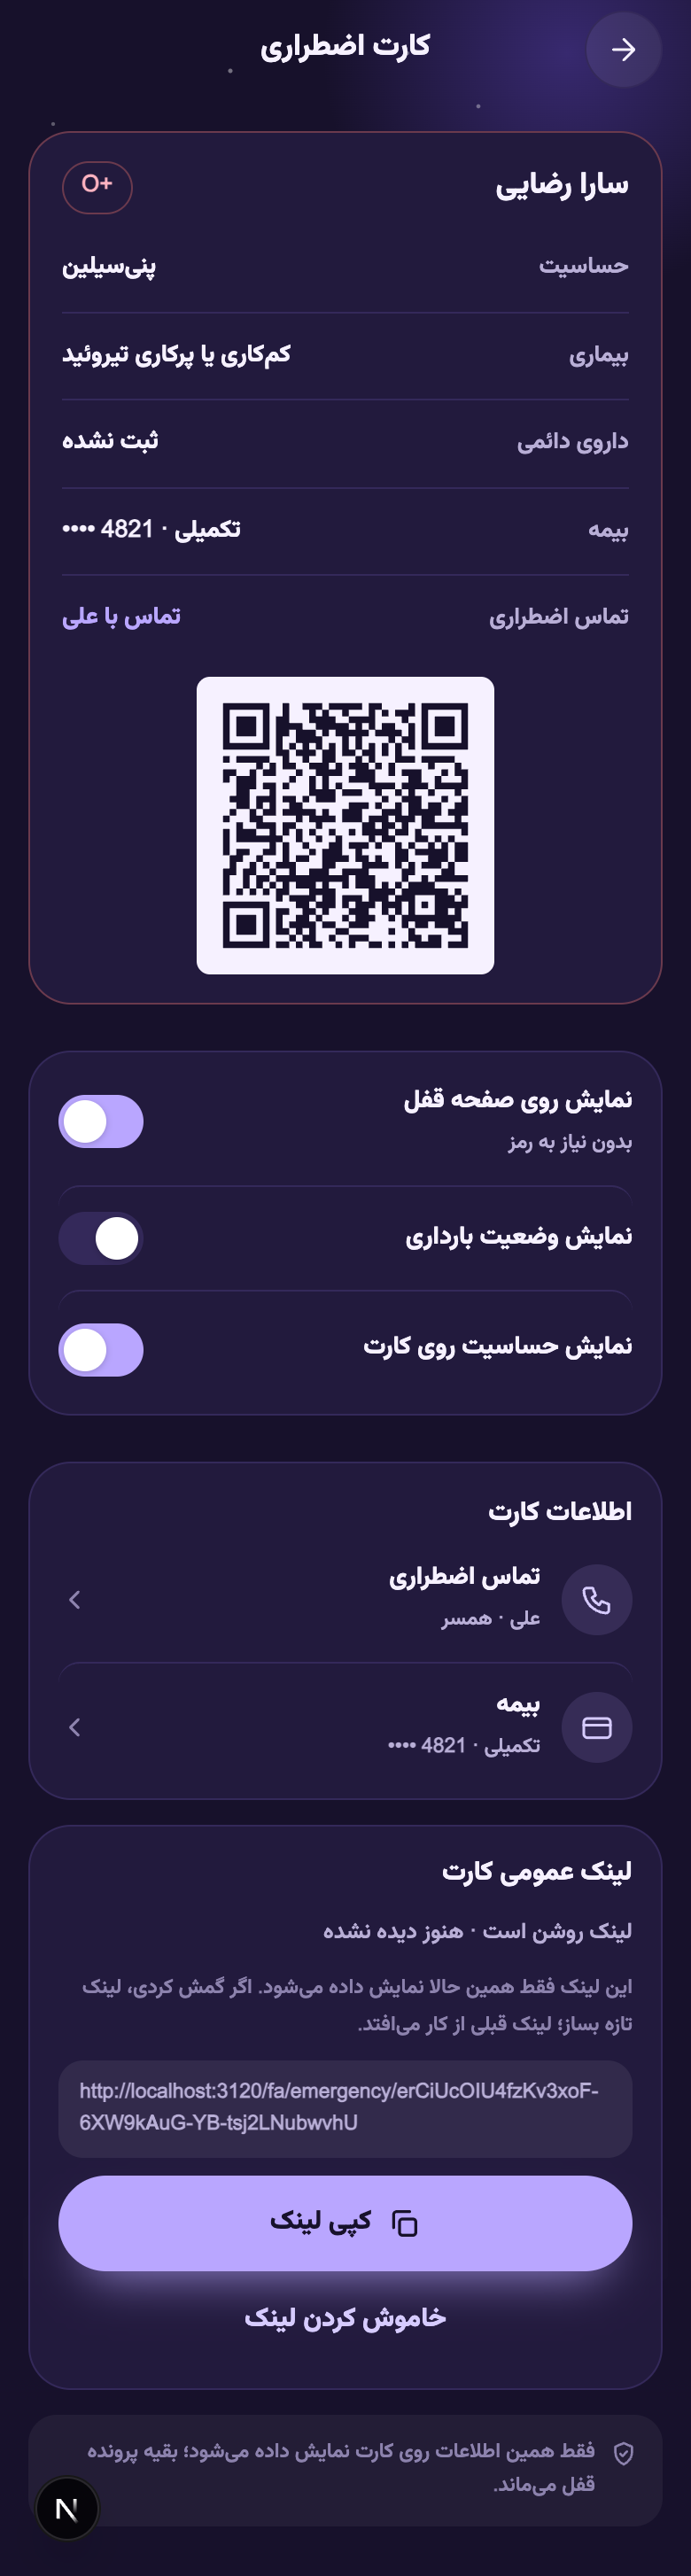 کارت اضطراری
سارا رضایی
O+
حساسیت
پنی‌سیلین
بیماری
کم‌کاری یا پرکاری تیروئید
داروی دائمی
ثبت نشده
بیمه
تکمیلی · 4821 ••••
تماس اضطراری
تماس با علی
نمایش روی صفحه قفل
بدون نیاز به رمز
نمایش وضعیت بارداری
نمایش حساسیت روی کارت
اطلاعات کارت
تماس اضطراری
علی · همسر
بیمه
تکمیلی · 4821 ••••
لینک عمومی کارت
لینک روشن است · هنوز دیده نشده
این لینک فقط همین حالا نمایش داده می‌شود. اگر گمش کردی، لینک
تازه بساز؛ لینک قبلی از کار می‌افتد.
http://localhost:3120/fa/emergency/erCiUcOIU4fzKv3xoF-
6XW9kAuG-YB-tsj2LNubwvhU
کپی لینک
خاموش کردن لینک
فقط همین اطلاعات روی کارت نمایش داده می‌شود؛ بقیه پرونده
قفل می‌ماند.
N